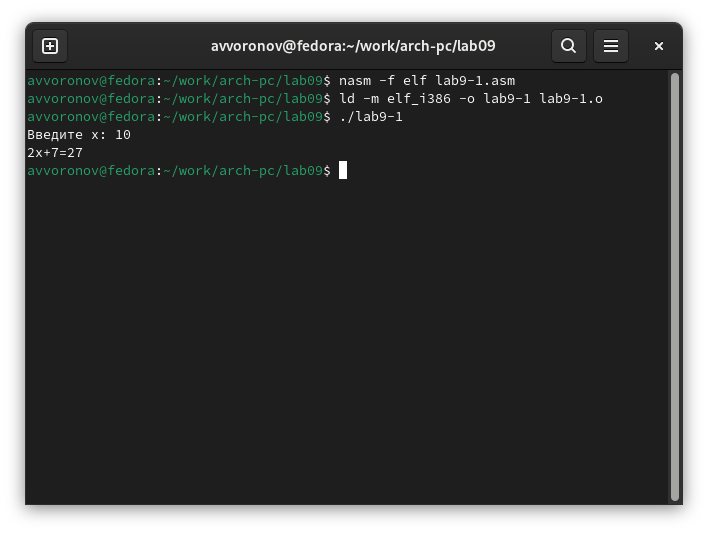 avvoronov@fedora:~/work/arch-pc/lab09
avvoronov@fedora:~/work/arch-pc/lab09$ nasm -f elf lab9-1.asm
avvoronov@fedora:~/work/arch-pc/lab09$ ld -m elf_i386 -o lab9-1 lab9-1.o
avvoronov@fedora:~/work/arch-pc/lab09$ ./lab9-1
Введите x: 10
2x+7=27
avvoronov@fedora:~/work/arch-pc/lab09$